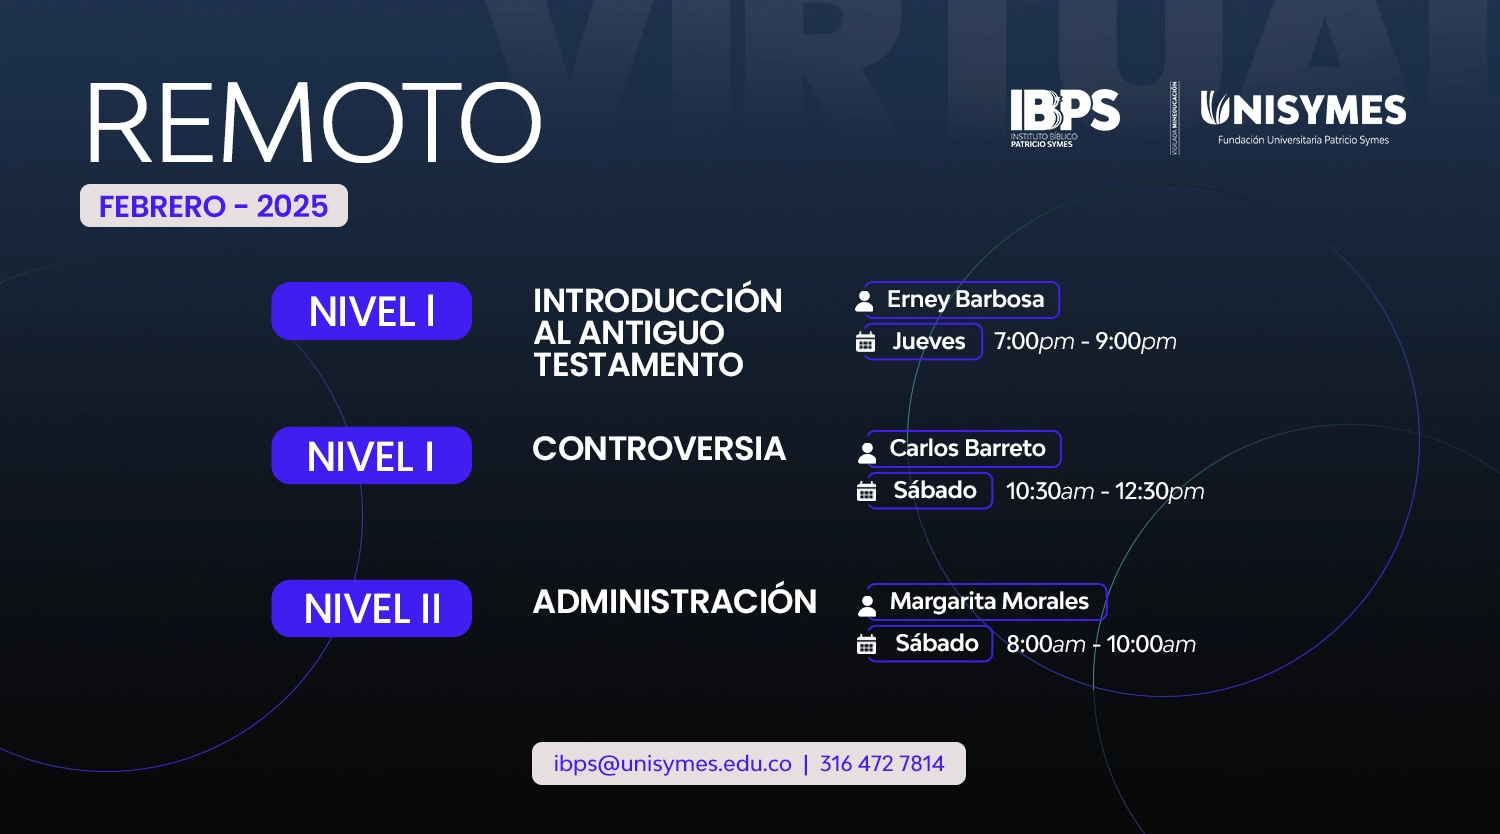 VIRTUAL
REMOTO
FEBRERO - 2025
IBPS
INSTITUTO BÍBLICO
PATRICIO SYMES
VIGILADA MINEDUCACIÓN
UNISYMES
Fundación Universitaria Patricio Symes
NIVEL I
INTRODUCCIÓN
AL ANTIGUO
TESTAMENTO
Erney Barbosa
Jueves 7:00pm - 9:00pm
NIVEL I
CONTROVERSIA
Carlos Barreto
Sábado 10:30am - 12:30pm
NIVEL II
ADMINISTRACIÓN
Margarita Morales
Sábado 8:00am - 10:00am
ibps@unisymes.edu.co | 316 472 7814